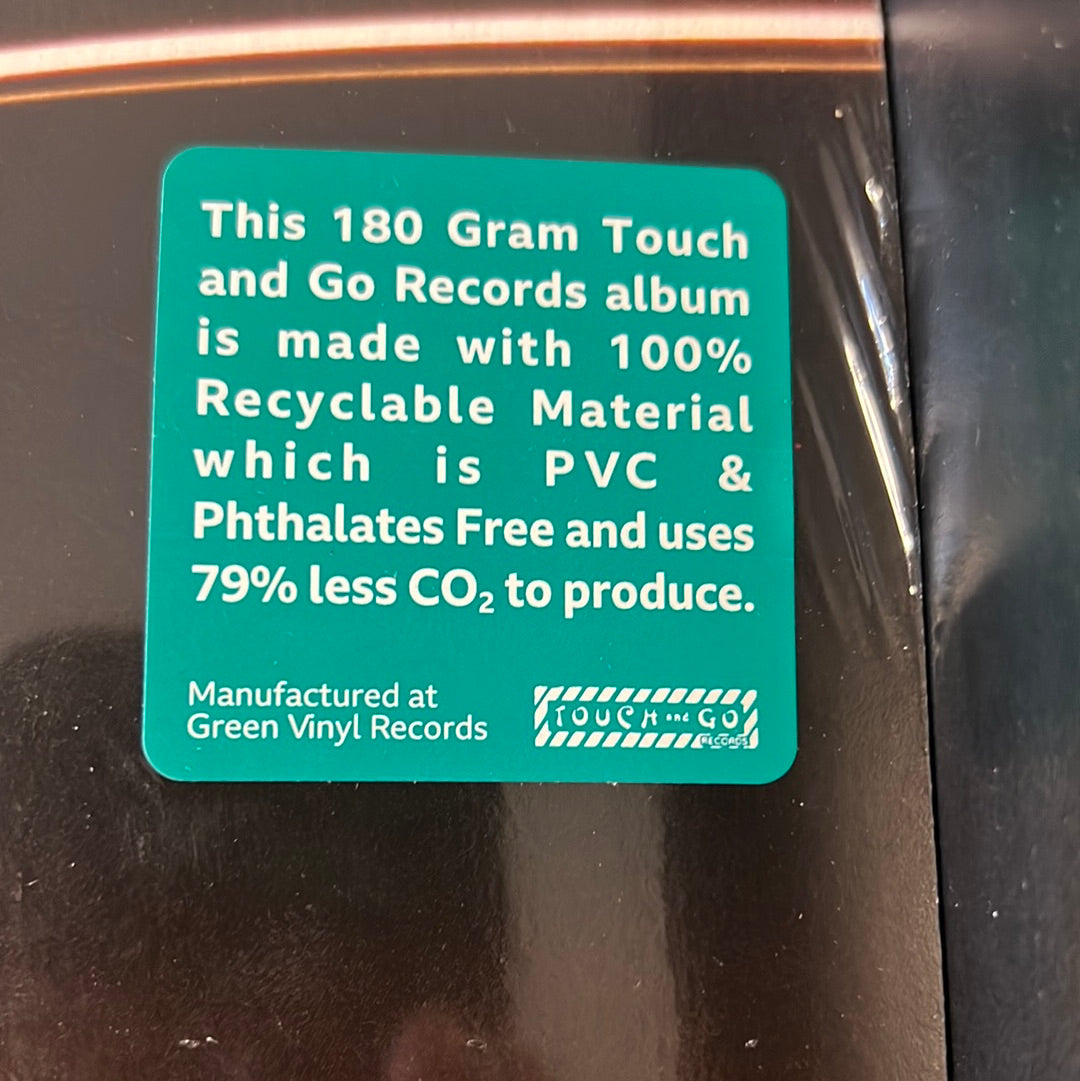 This 180 Gram Touch
and Go Records album
is made with 100%
Recyclable Material
which is PVC &
Phthalates Free and uses
79% less CO₂ to produce.
Manufactured at
Green Vinyl Records
TOUCH and GO
RECORDS